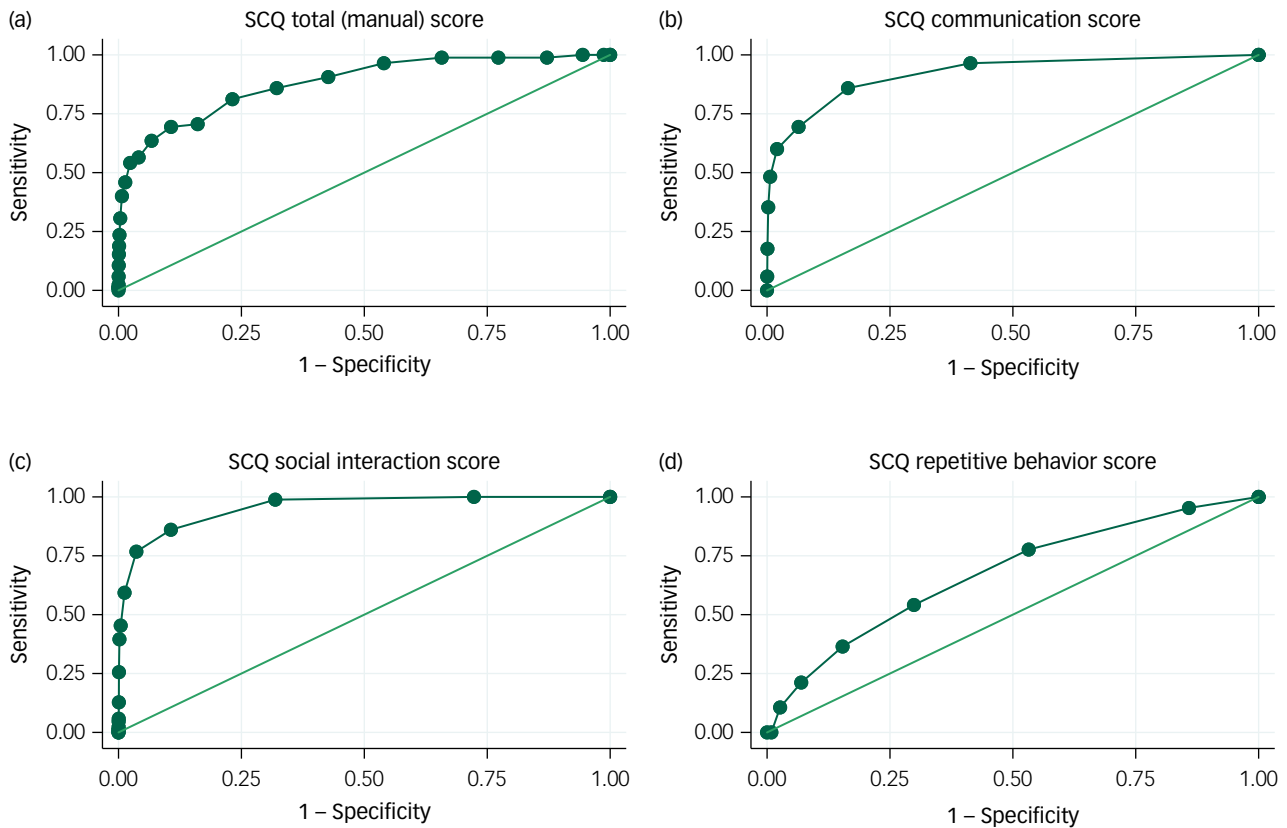 (a) SCQ total (manual) score
1.00
0.75
0.50
0.25
0.00
Sensitivity
0.00 0.25 0.50 0.75 1.00
1 – Specificity
(b) SCQ communication score
1.00
0.75
0.50
0.25
0.00
Sensitivity
0.00 0.25 0.50 0.75 1.00
1 – Specificity
(c) SCQ social interaction score
1.00
0.75
0.50
0.25
0.00
Sensitivity
0.00 0.25 0.50 0.75 1.00
1 – Specificity
(d) SCQ repetitive behavior score
1.00
0.75
0.50
0.25
0.00
Sensitivity
0.00 0.25 0.50 0.75 1.00
1 – Specificity